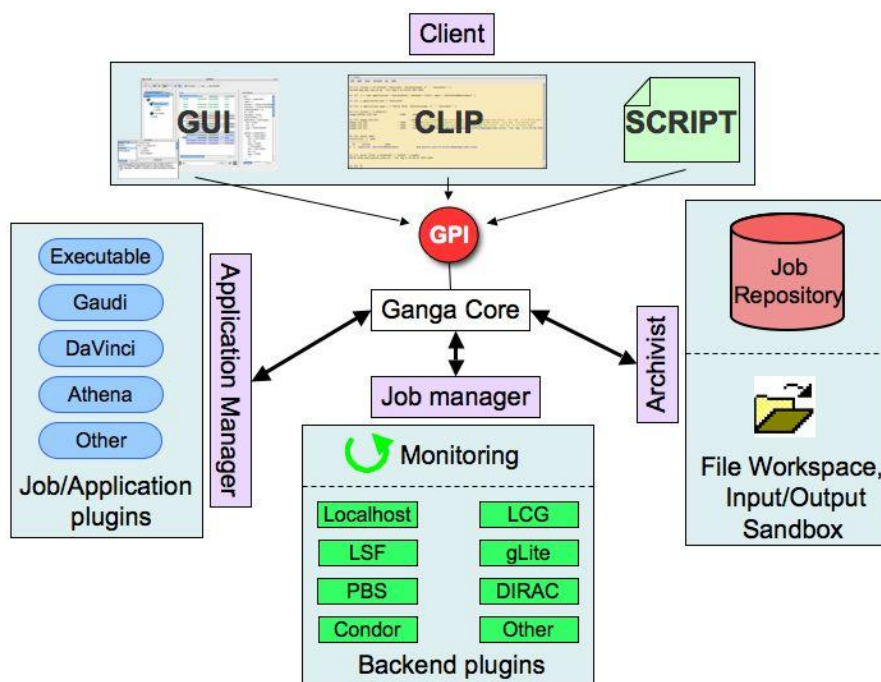 Client
GUI
CLIP
SCRIPT
GPI
Ganga Core
Executable
Gaudi
DaVinci
Athena
Other
Job/Application
plugins
Application Manager
Job manager
Monitoring
Localhost
LCG
LSF
gLite
PBS
DIRAC
Condor
Other
Backend plugins
Archivist
Job
Repository
File Workspace,
Input/Output
Sandbox